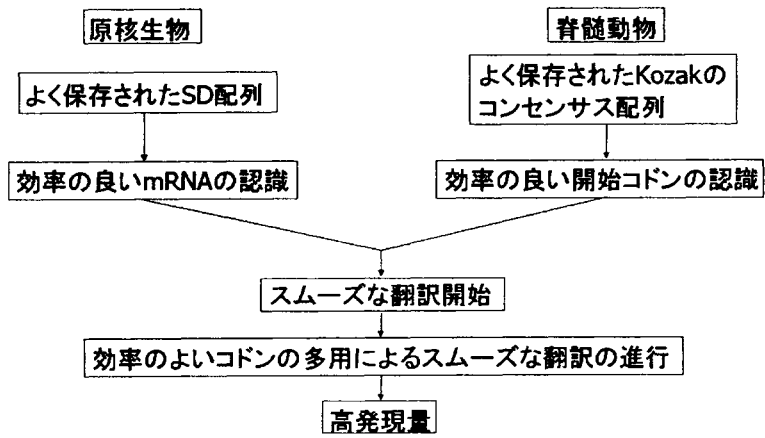 原核生物
脊髄動物
よく保存されたSD配列
よく保存されたKozakの
コンセンサス配列
効率の良いmRNAの認識
効率の良い開始コドンの認識
スムーズな翻訳開始
効率のよいコドンの多用によるスムーズな翻訳の進行
高発現量